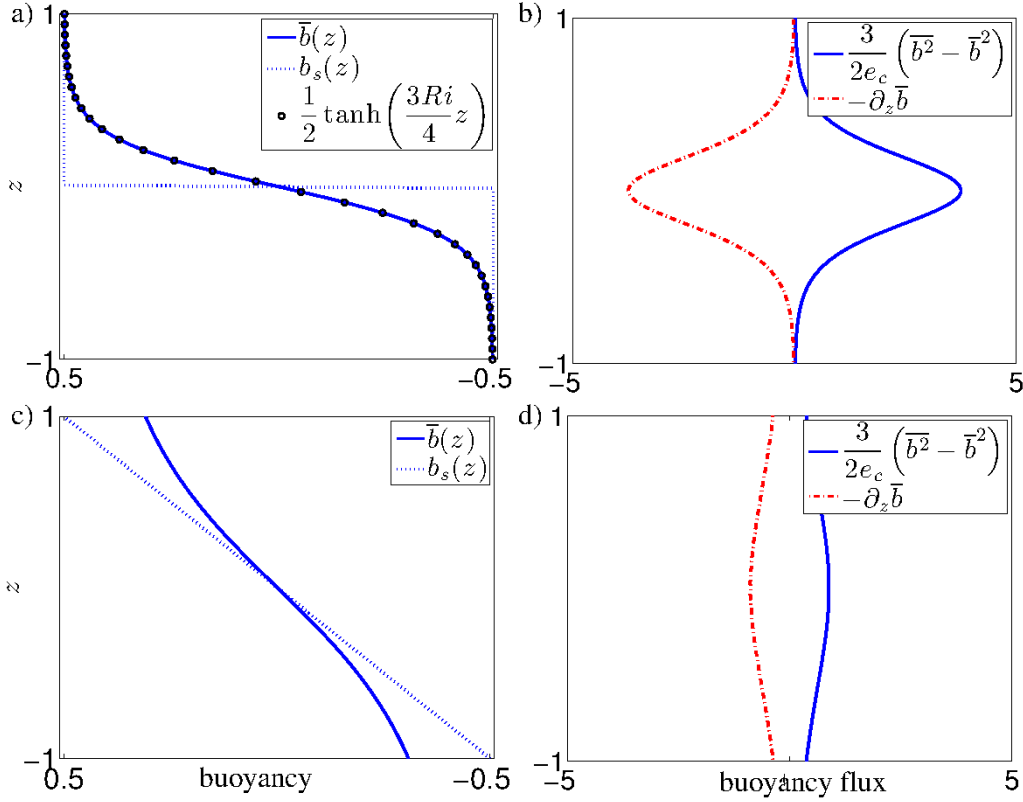 a)
1
b̅(z)
b_s(z)
1/2 tanh(3Ri/4 z)
z
−1
0.5
−0.5
b)
1
3/(2e_c) (b̅²̅ − b̅²)
−∂_z b̅
−1
−5
5
c)
1
b̅(z)
b_s(z)
z
−1
0.5
buoyancy
−0.5
d)
1
3/(2e_c) (b̅²̅ − b̅²)
−∂_z b̅
−1
−5
buoyancy flux
5